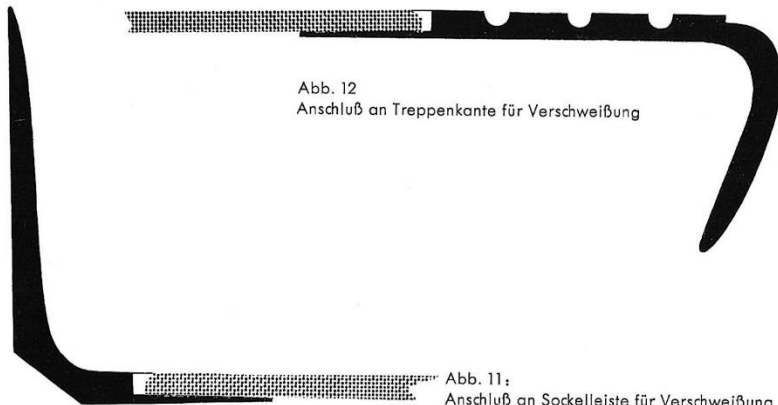 Abb. 12
Anschluß an Treppenkante für Verschweißung
Abb. 11:
Anschluß an Sockelleiste für Verschweißung